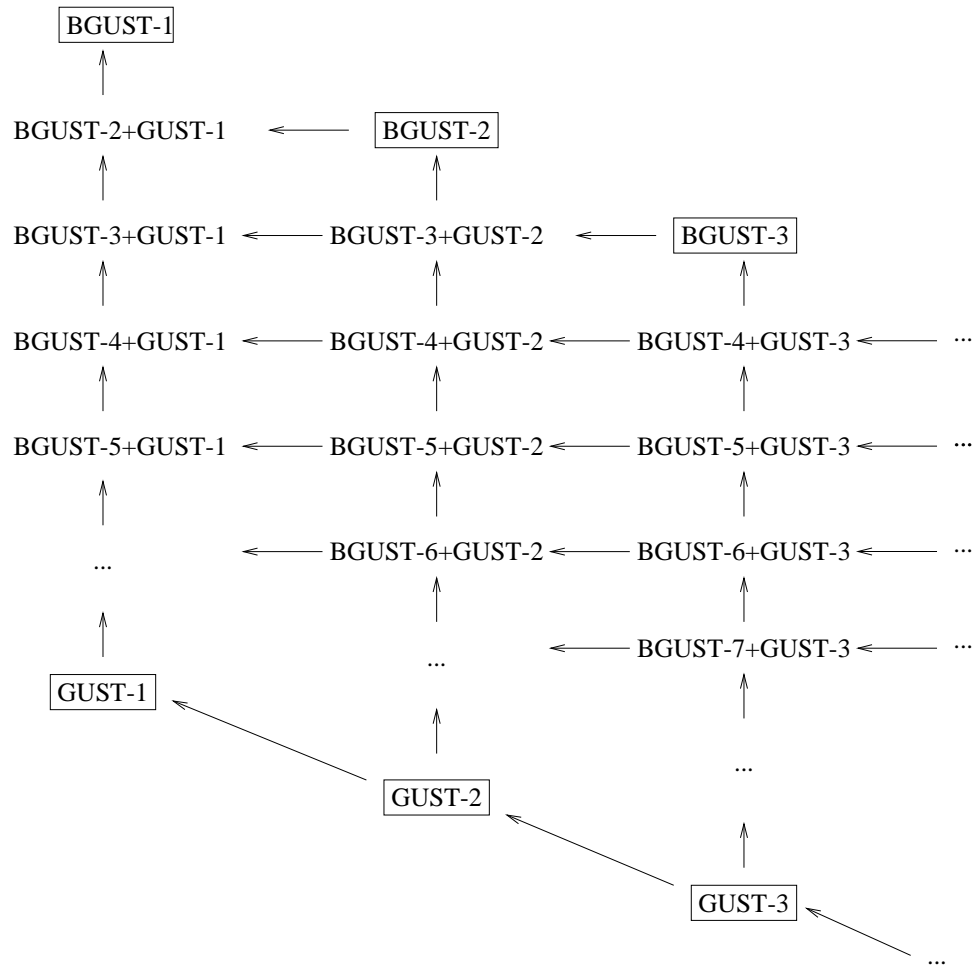 BGUST-1
BGUST-2+GUST-1 BGUST-2
BGUST-3+GUST-1 BGUST-3+GUST-2 BGUST-3
BGUST-4+GUST-1 BGUST-4+GUST-2 BGUST-4+GUST-3 ...
BGUST-5+GUST-1 BGUST-5+GUST-2 BGUST-5+GUST-3 ...
... BGUST-6+GUST-2 BGUST-6+GUST-3 ...
... BGUST-7+GUST-3 ...
GUST-1
...
GUST-2
GUST-3
...